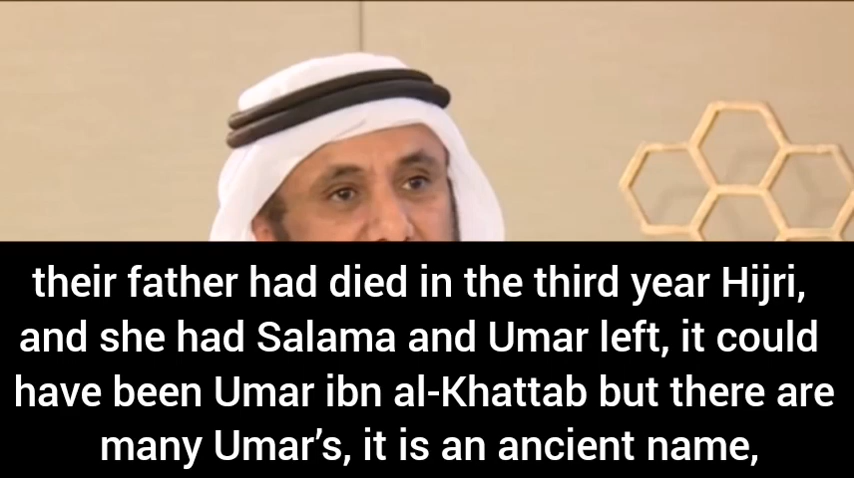 their father had died in the third year Hijri,
and she had Salama and Umar left, it could
have been Umar ibn al-Khattab but there are
many Umar’s, it is an ancient name,